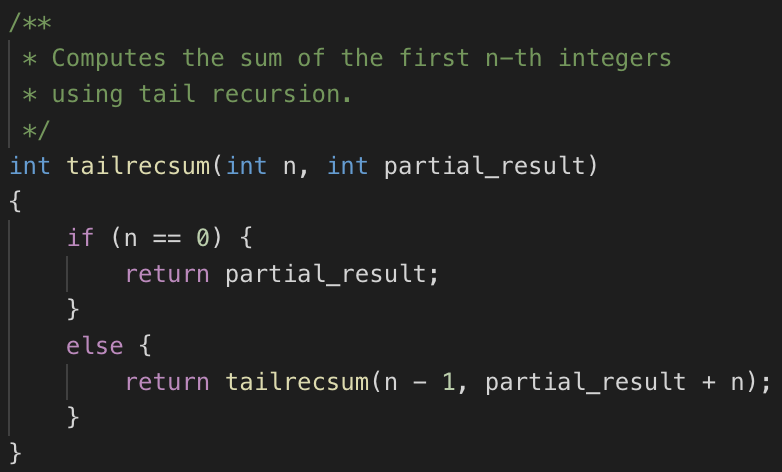 /**
 * Computes the sum of the first n-th integers
 * using tail recursion.
 */
int tailrecsum(int n, int partial_result)
{
    if (n == 0) {
        return partial_result;
    }
    else {
        return tailrecsum(n - 1, partial_result + n);
    }
}